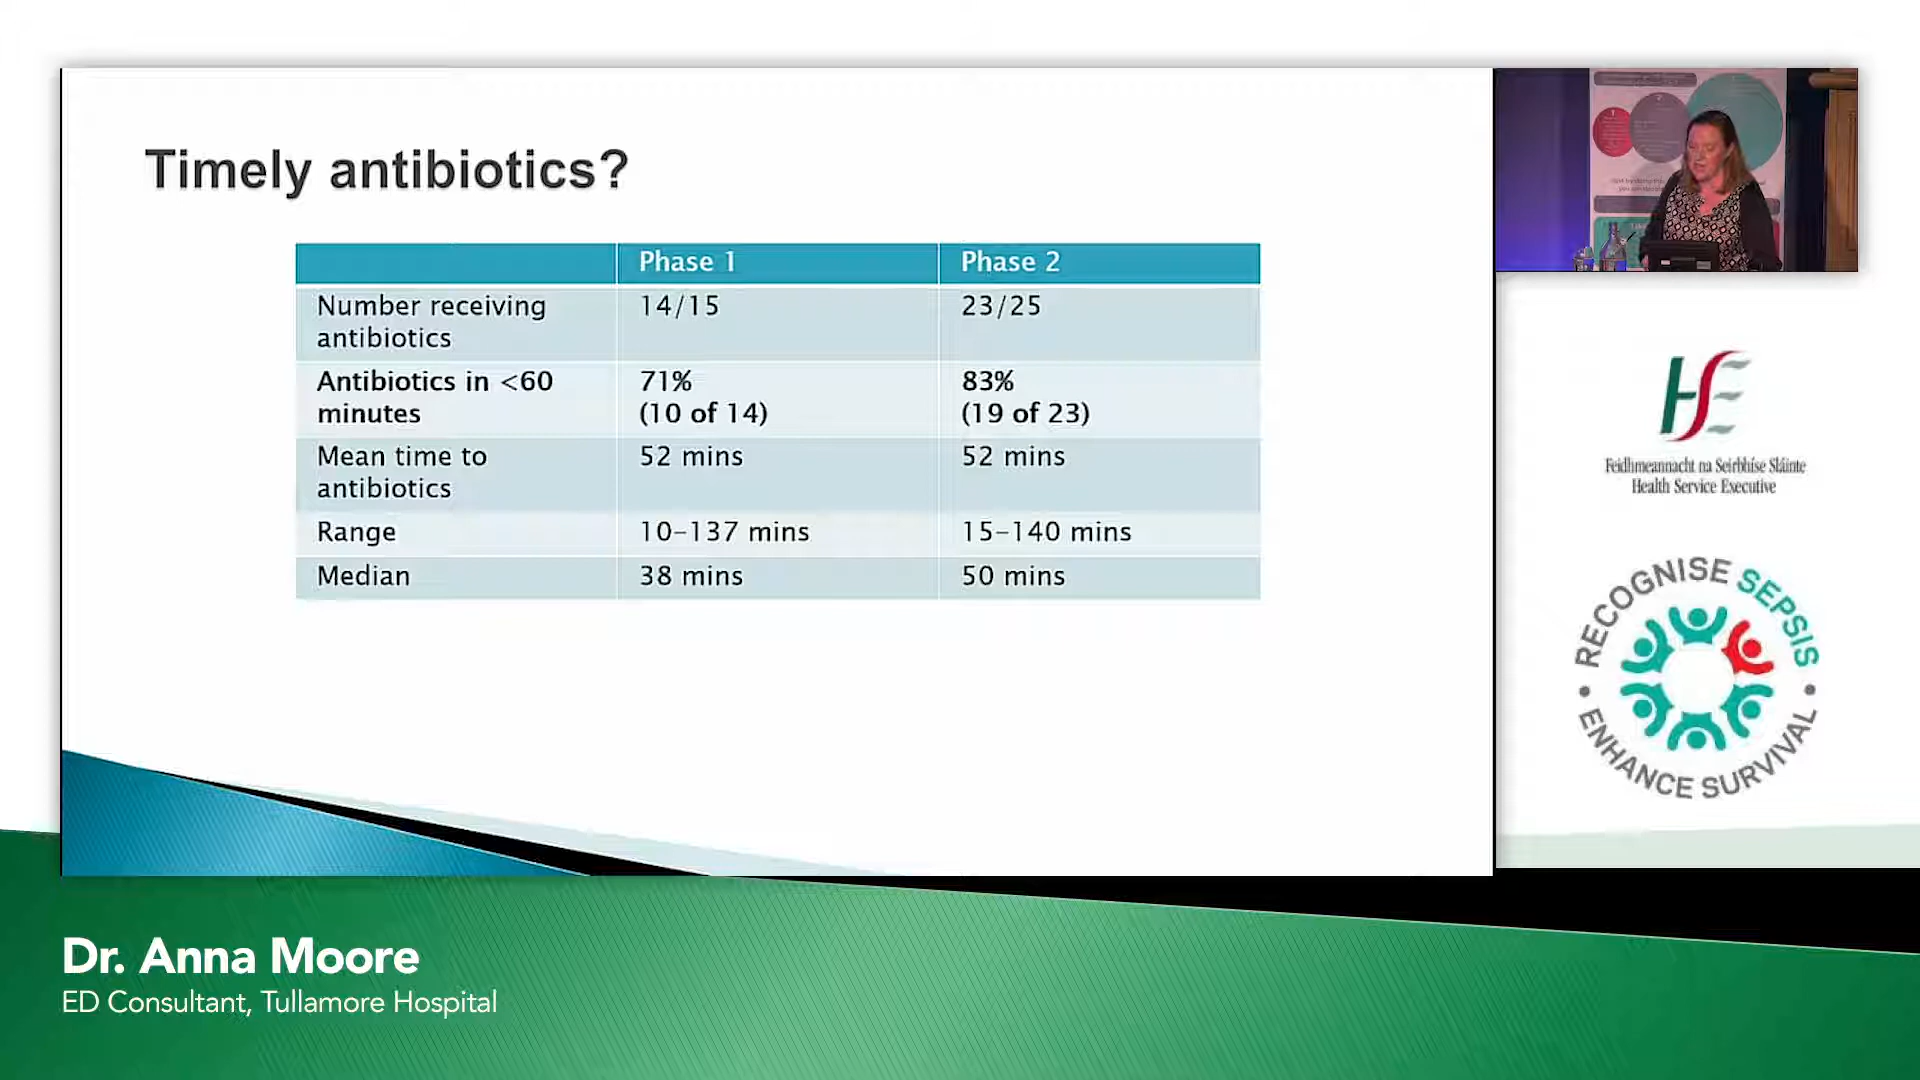 Timely antibiotics?
Phase 1 Phase 2
Number receiving antibiotics 14/15 23/25
Antibiotics in <60 minutes 71% (10 of 14) 83% (19 of 23)
Mean time to antibiotics 52 mins 52 mins
Range 10–137 mins 15–140 mins
Median 38 mins 50 mins
HSE
Feidhmeannacht na Seirbhíse Sláinte
Health Service Executive
RECOGNISE SEPSIS
ENHANCE SURVIVAL
Dr. Anna Moore
ED Consultant, Tullamore Hospital